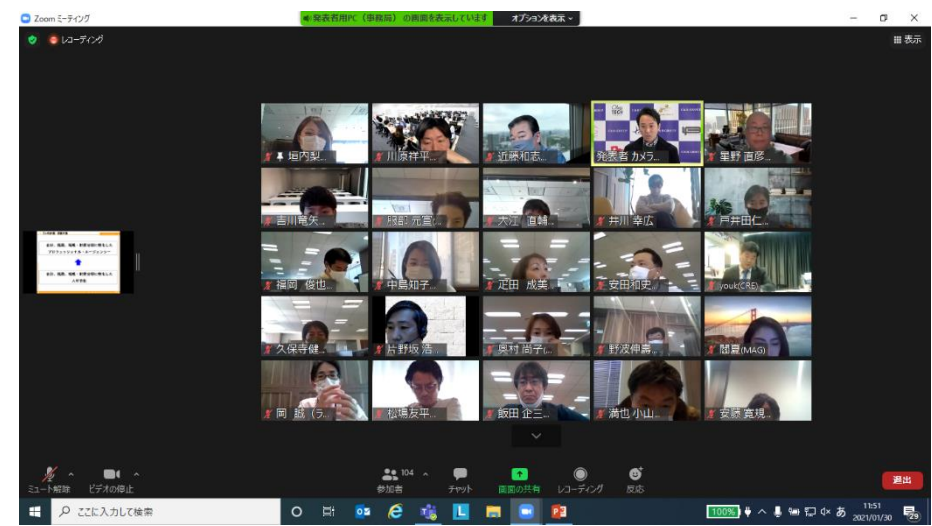 Zoom ミーティング
発表者用PC（事務局）の画面を表示しています
オプションを表示
レコーディング
表示
垣内梨...
川原祥平...
近藤和志...
発表者 カメラ...
星野 直彦...
吉川竜矢...
服部 元宣...
大江 直輔...
井川 幸広
戸井田仁...
福岡 俊也...
中島知子...
疋田 成美...
安田和史...
youk(CRE)
久保寺健...
片野坂 浩...
奥村 尚子(...
野波伸壽...
(MAG)
岡 誠（ラ...
松場友平...
飯田 企三...
満也 小山...
安藤 寛規...
ミュート解除
ビデオの停止
104
参加者
チャット
画面の共有
レコーディング
反応
退出
ここに入力して検索
100%
あ
11:51
2021/01/30
29